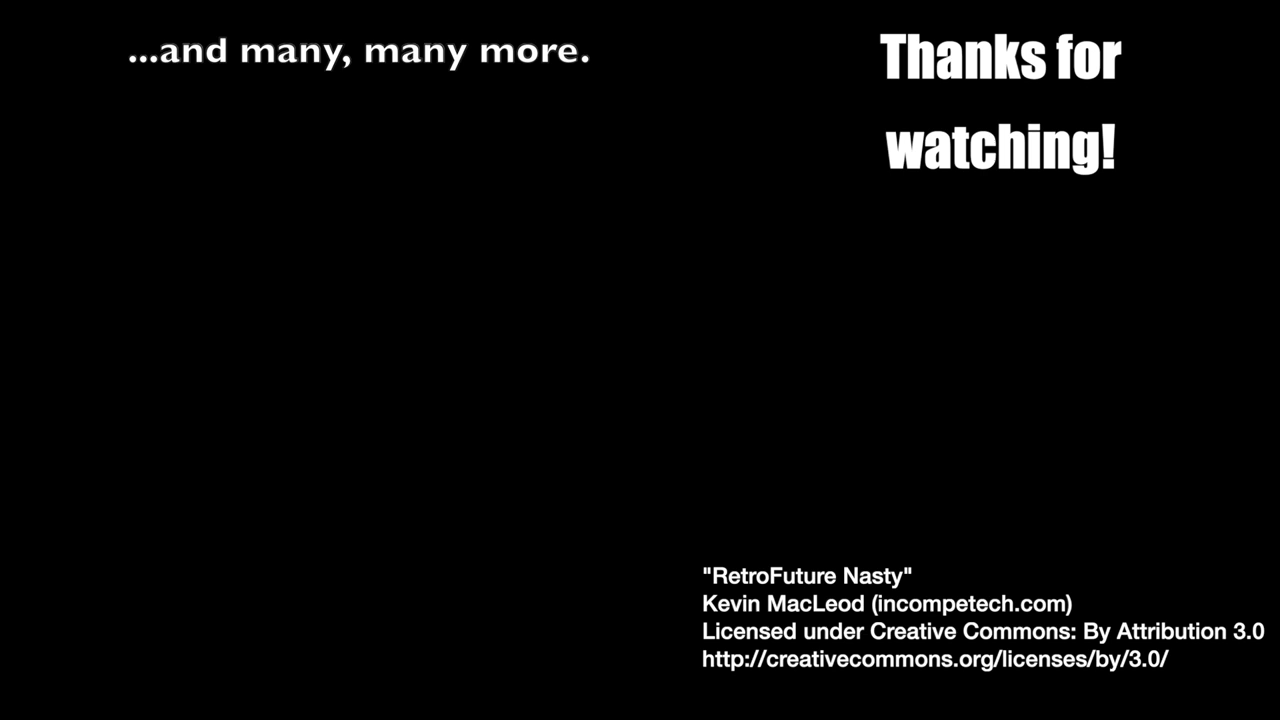 ...and many, many more.
Thanks for
watching!
"RetroFuture Nasty"
Kevin MacLeod (incompetech.com)
Licensed under Creative Commons: By Attribution 3.0
http://creativecommons.org/licenses/by/3.0/